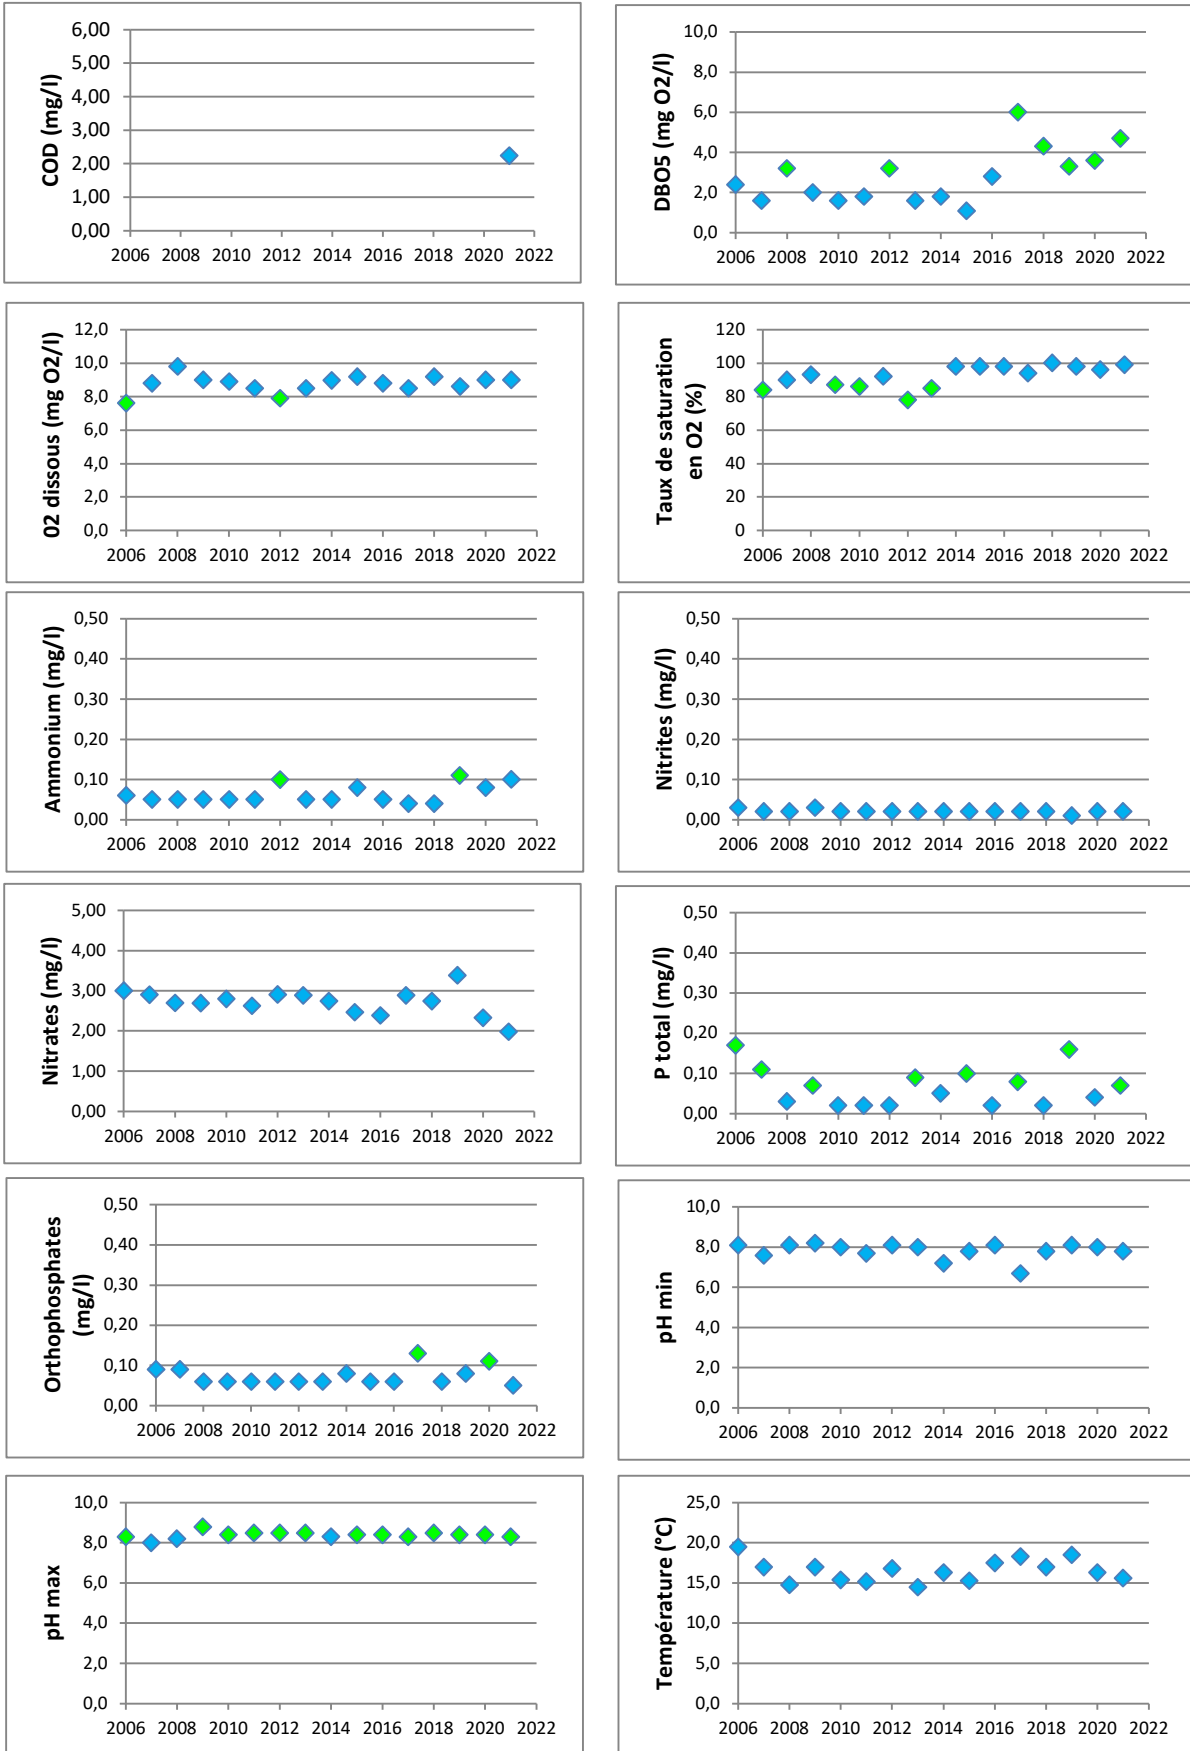 COD (mg/l)
6,00
5,00
4,00
3,00
2,00
1,00
0,00
2006 2008 2010 2012 2014 2016 2018 2020 2022
DBO5 (mg O2/l)
10,0
8,0
6,0
4,0
2,0
0,0
2006 2008 2010 2012 2014 2016 2018 2020 2022
02 dissous (mg O2/l)
12,0
10,0
8,0
6,0
4,0
2,0
0,0
2006 2008 2010 2012 2014 2016 2018 2020 2022
Taux de saturation
en O2 (%)
120
100
80
60
40
20
0
2006 2008 2010 2012 2014 2016 2018 2020 2022
Ammonium (mg/l)
0,50
0,40
0,30
0,20
0,10
0,00
2006 2008 2010 2012 2014 2016 2018 2020 2022
Nitrites (mg/l)
0,50
0,40
0,30
0,20
0,10
0,00
2006 2008 2010 2012 2014 2016 2018 2020 2022
Nitrates (mg/l)
5,00
4,00
3,00
2,00
1,00
0,00
2006 2008 2010 2012 2014 2016 2018 2020 2022
P total (mg/l)
0,50
0,40
0,30
0,20
0,10
0,00
2006 2008 2010 2012 2014 2016 2018 2020 2022
Orthophosphates
(mg/l)
0,50
0,40
0,30
0,20
0,10
0,00
2006 2008 2010 2012 2014 2016 2018 2020 2022
pH min
10,0
8,0
6,0
4,0
2,0
0,0
2006 2008 2010 2012 2014 2016 2018 2020 2022
pH max
10,0
8,0
6,0
4,0
2,0
0,0
2006 2008 2010 2012 2014 2016 2018 2020 2022
Température (°C)
25,0
20,0
15,0
10,0
5,0
0,0
2006 2008 2010 2012 2014 2016 2018 2020 2022